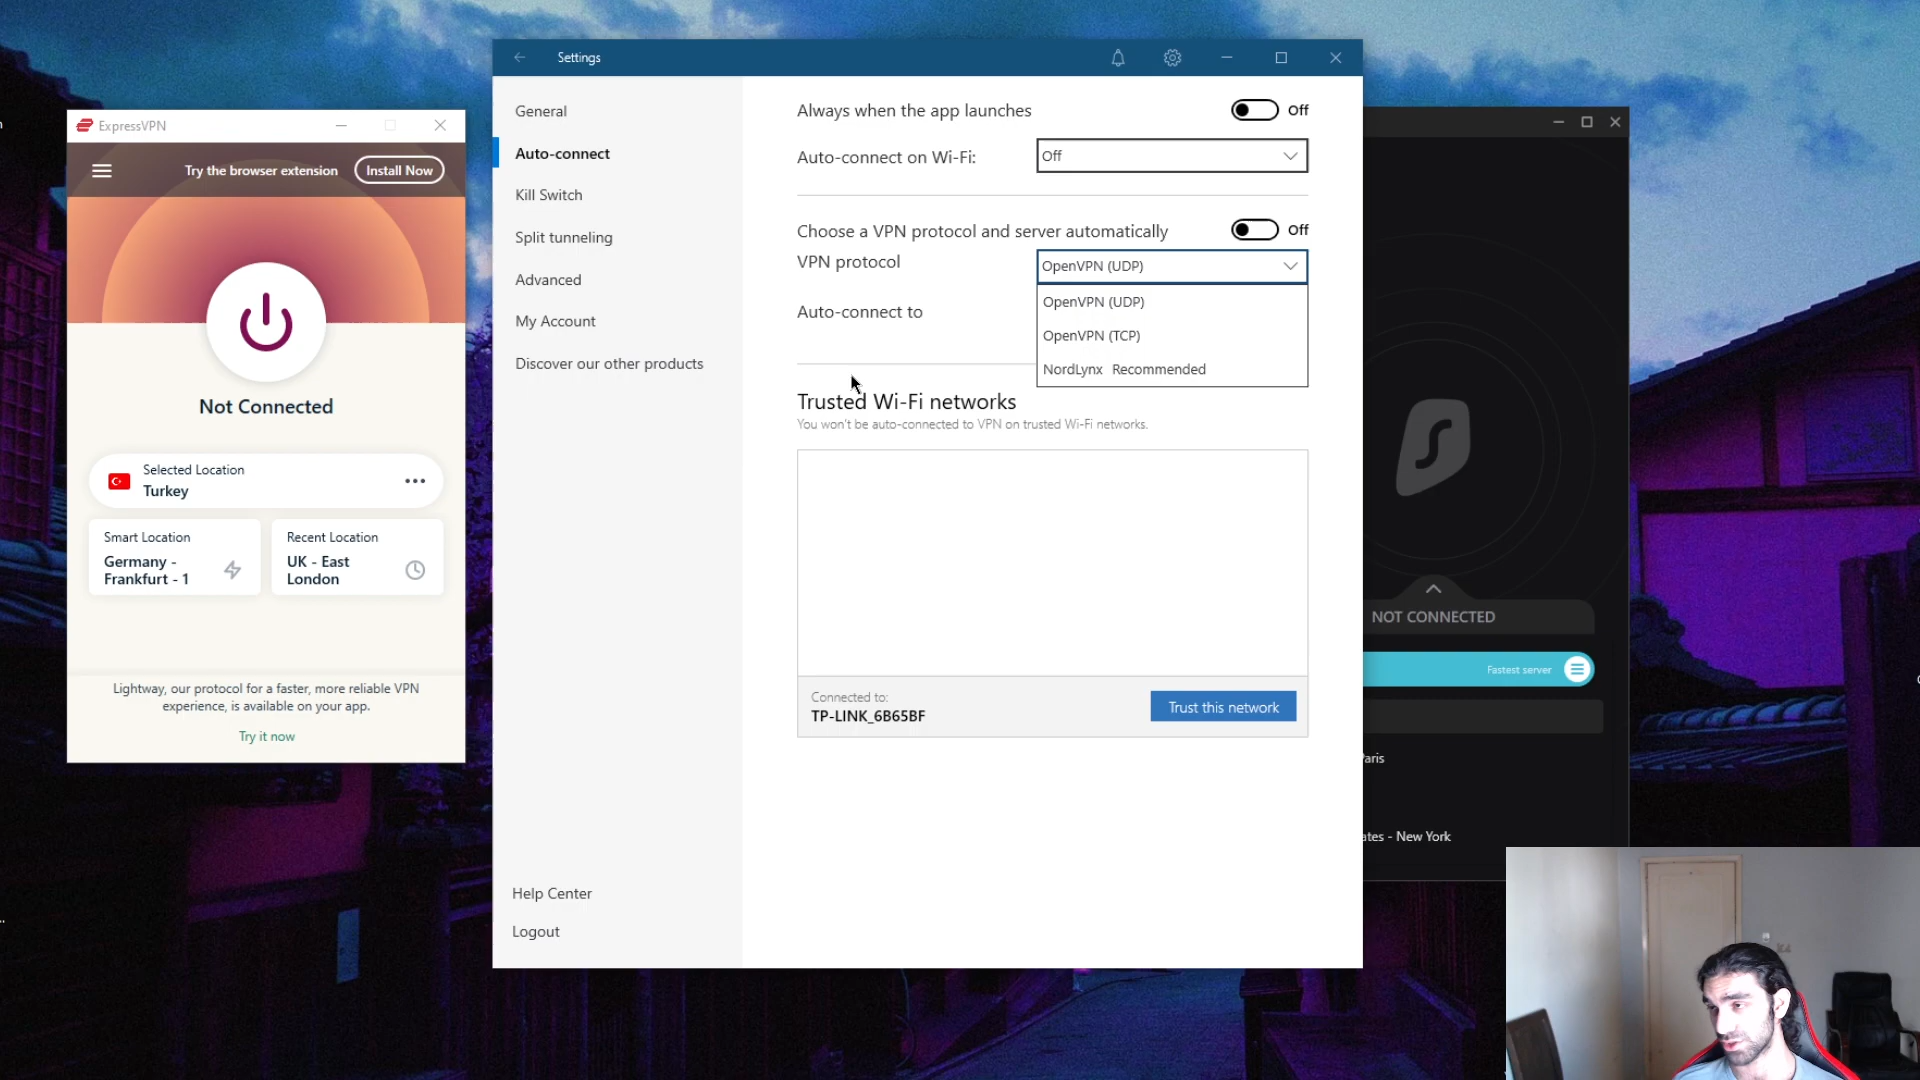 ExpressVPN
Try the browser extension
Install Now
Not Connected
Selected Location
Turkey
Smart Location
Germany -
Frankfurt - 1
Recent Location
UK - East
London
Lightway, our protocol for a faster, more reliable VPN
experience, is available on your app.
Try it now
Settings
General
Auto-connect
Kill Switch
Split tunneling
Advanced
My Account
Discover our other products
Help Center
Logout
Always when the app launches
Off
Auto-connect on Wi-Fi:
Off
Choose a VPN protocol and server automatically
Off
VPN protocol
OpenVPN (UDP)
OpenVPN (UDP)
OpenVPN (TCP)
NordLynx Recommended
Auto-connect to
Trusted Wi-Fi networks
You won't be auto-connected to VPN on trusted Wi-Fi networks.
Connected to:
TP-LINK_6B65BF
Trust this network
NOT CONNECTED
Fastest server
Paris
ates - New York